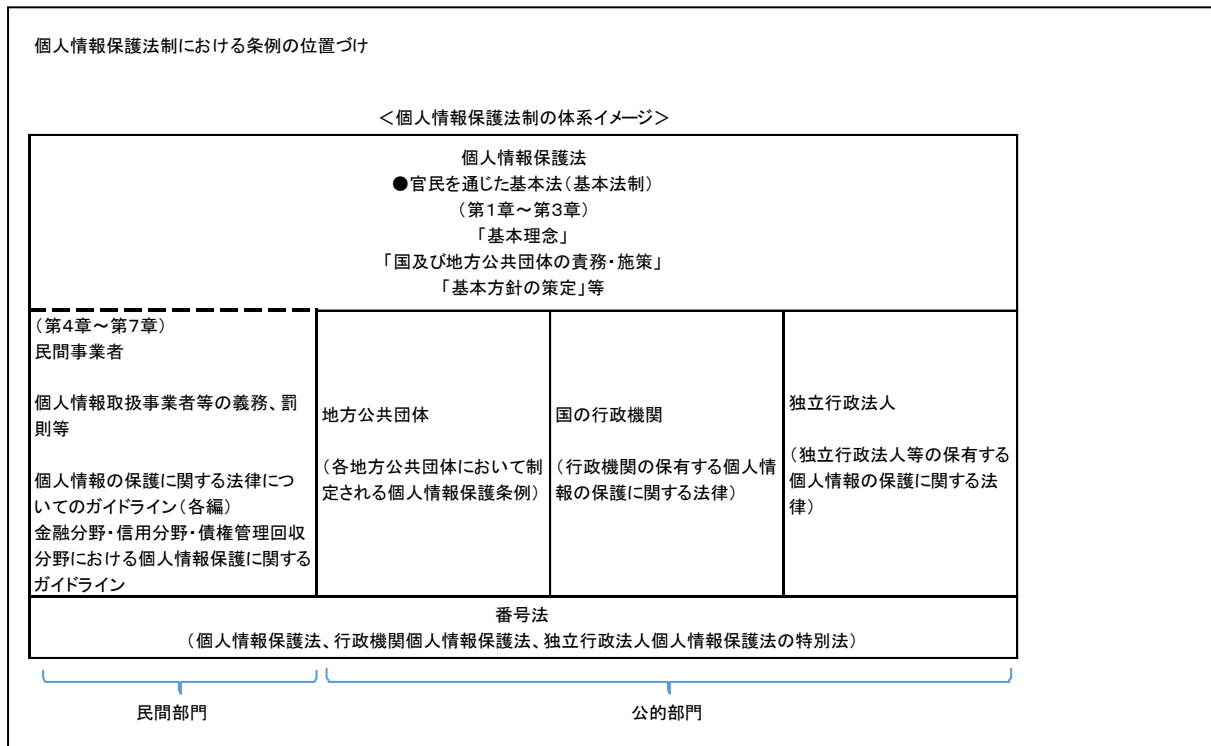 個人情報保護法制における条例の位置づけ
＜個人情報保護法制の体系イメージ＞
個人情報保護法
●官民を通じた基本法（基本法制）
（第1章～第3章）
「基本理念」
「国及び地方公共団体の責務・施策」
「基本方針の策定」等
（第4章～第7章）
民間事業者
個人情報取扱事業者等の義務、罰
則等
個人情報の保護に関する法律につ
いてのガイドライン（各編）
金融分野・信用分野・債権管理回収
分野における個人情報保護に関する
ガイドライン
地方公共団体
（各地方公共団体において制
定される個人情報保護条例）
国の行政機関
（行政機関の保有する個人情
報の保護に関する法律）
独立行政法人
（独立行政法人等の保有する
個人情報の保護に関する法
律）
番号法
（個人情報保護法、行政機関個人情報保護法、独立行政法人個人情報保護法の特別法）
民間部門
公的部門